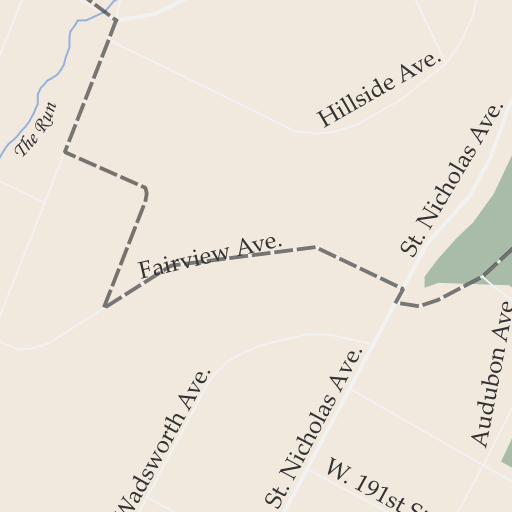 Hillside Ave.
The Run
St. Nicholas Ave.
Fairview Ave.
Audubon Ave
Wadsworth Ave.
St. Nicholas Ave.
W. 191st